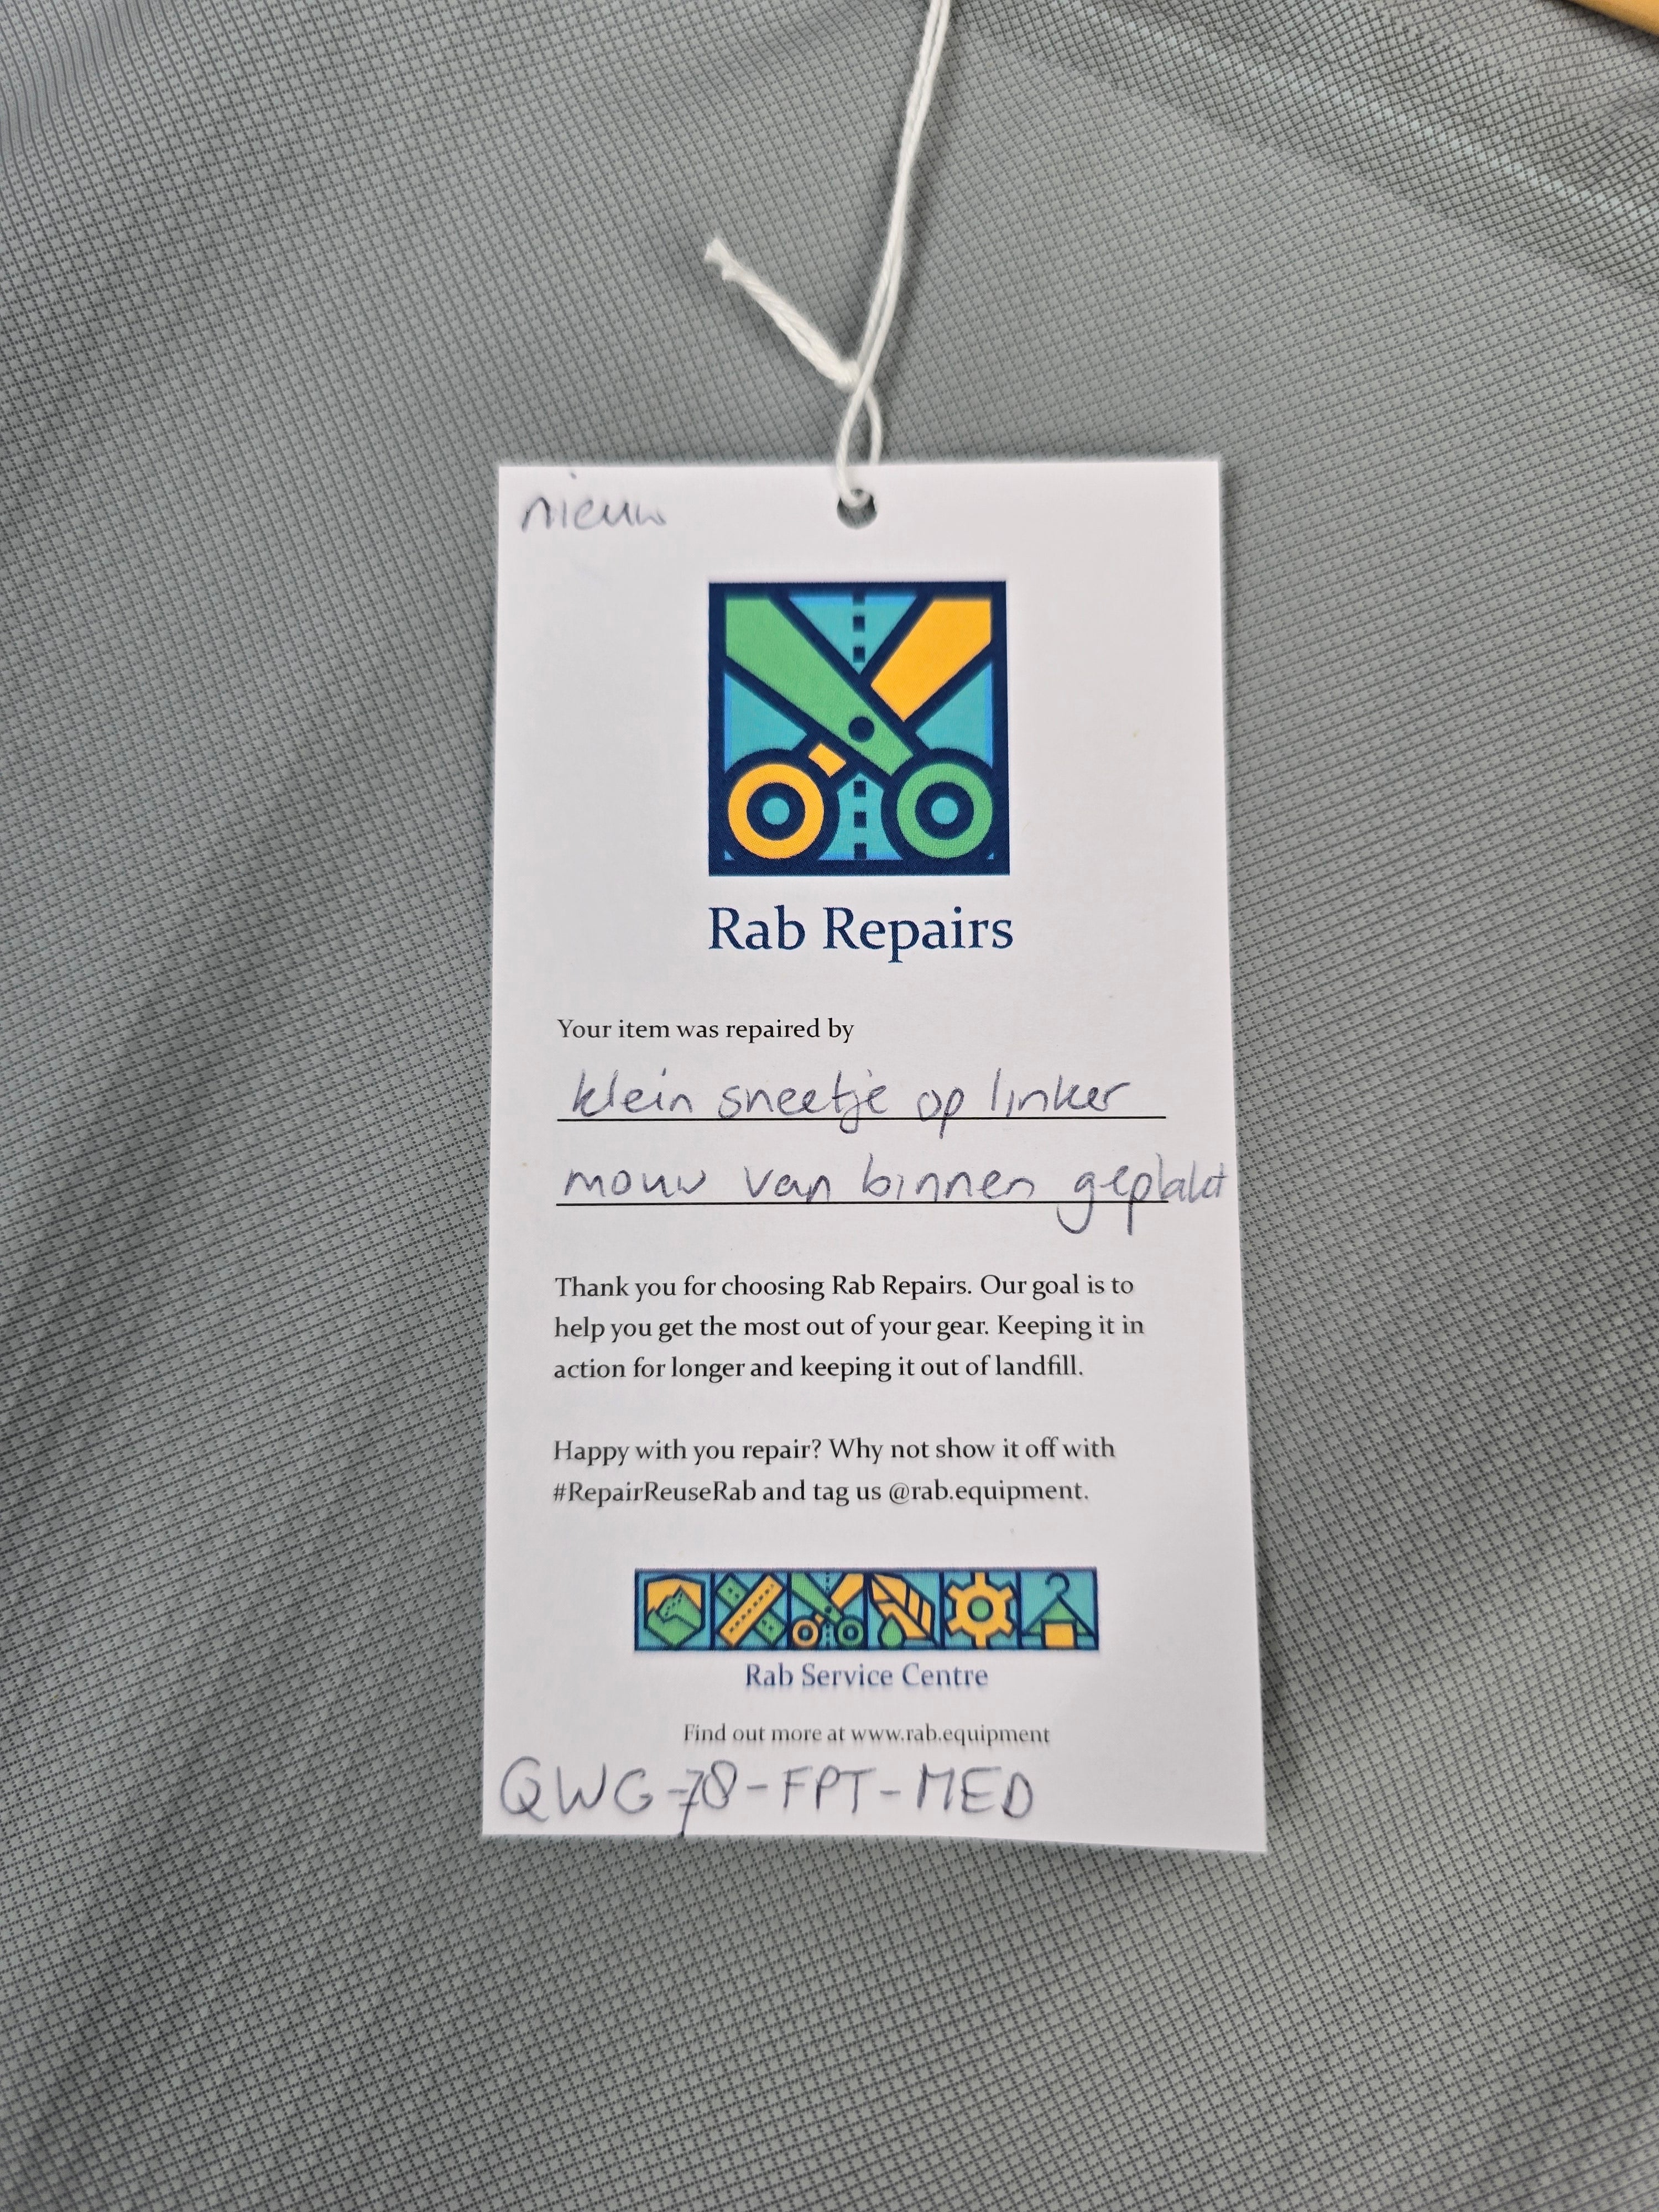 nieuw
Rab Repairs
Your item was repaired by
klein sneetje op linker
mouw van binnen geplakt
Thank you for choosing Rab Repairs. Our goal is to
help you get the most out of your gear. Keeping it in
action for longer and keeping it out of landfill.
Happy with you repair? Why not show it off with
#RepairReuseRab and tag us @rab.equipment.
Rab Service Centre
Find out more at www.rab.equipment
QWG-78-FPT-MED